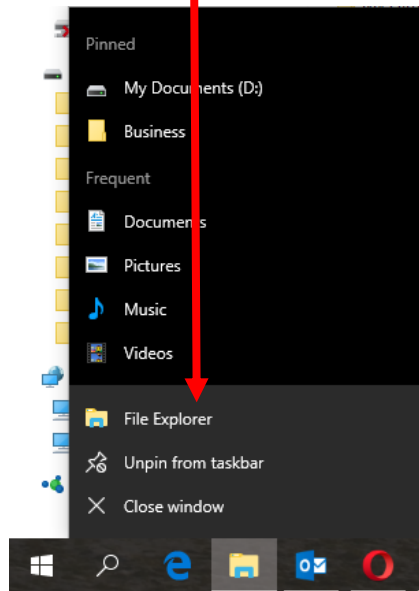 Pinned
My Documents (D:)
Business
Frequent
Documents
Pictures
Music
Videos
File Explorer
Unpin from taskbar
Close window